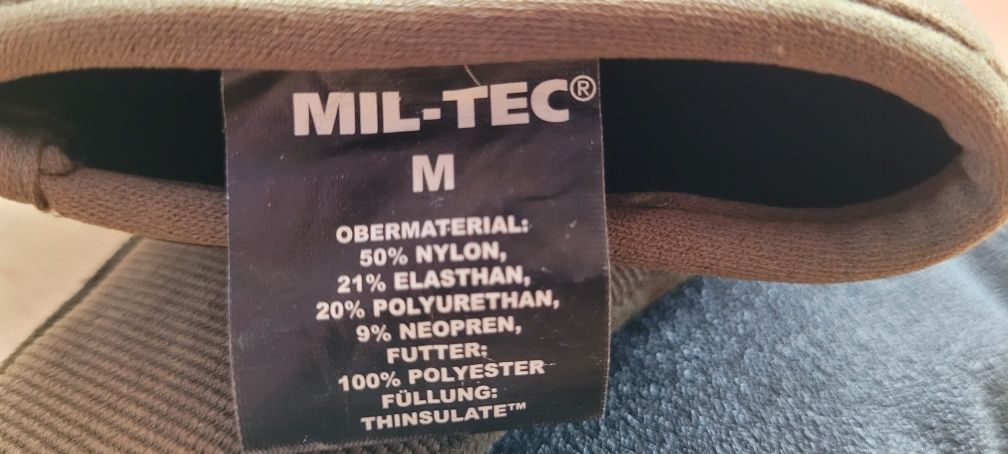 MIL-TEC®
M
OBERMATERIAL:
50% NYLON,
21% ELASTHAN,
20% POLYURETHAN,
9% NEOPREN,
FUTTER:
100% POLYESTER
FÜLLUNG:
THINSULATE™